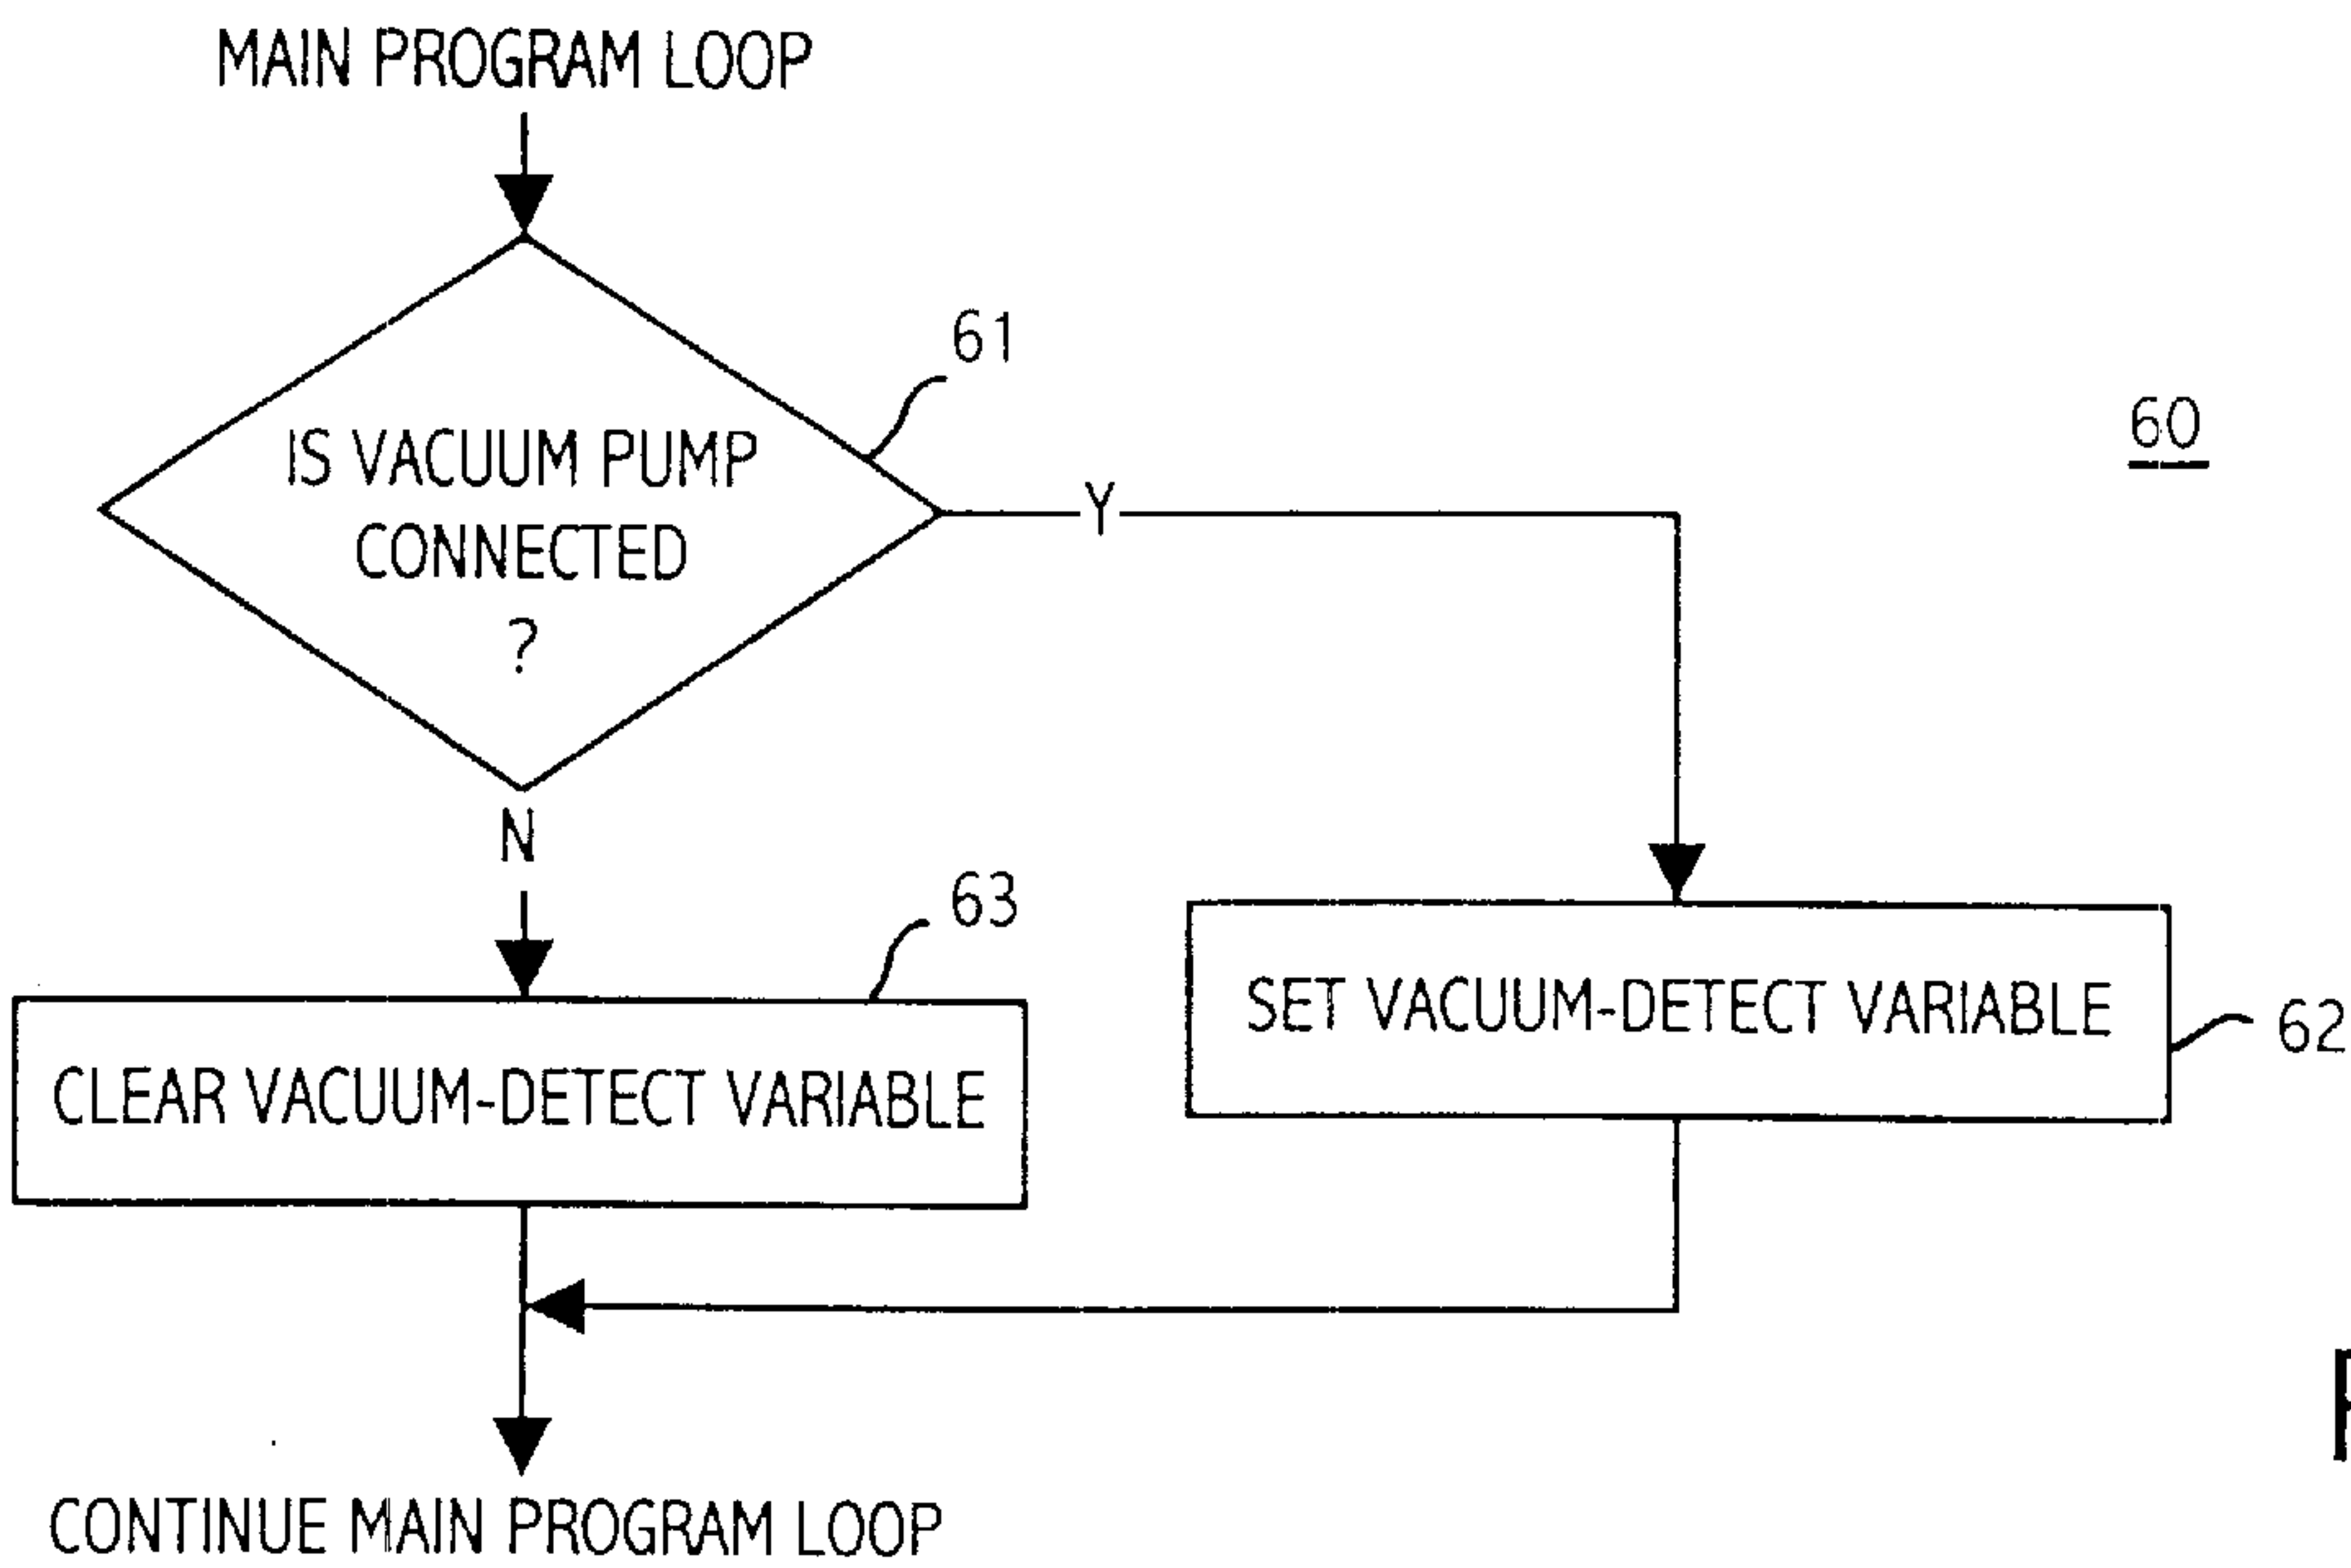 MAIN PROGRAM LOOP
61
60
IS VACUUM PUMP
CONNECTED
?
Y
N
63
62
SET VACUUM-DETECT VARIABLE
CLEAR VACUUM-DETECT VARIABLE
CONTINUE MAIN PROGRAM LOOP